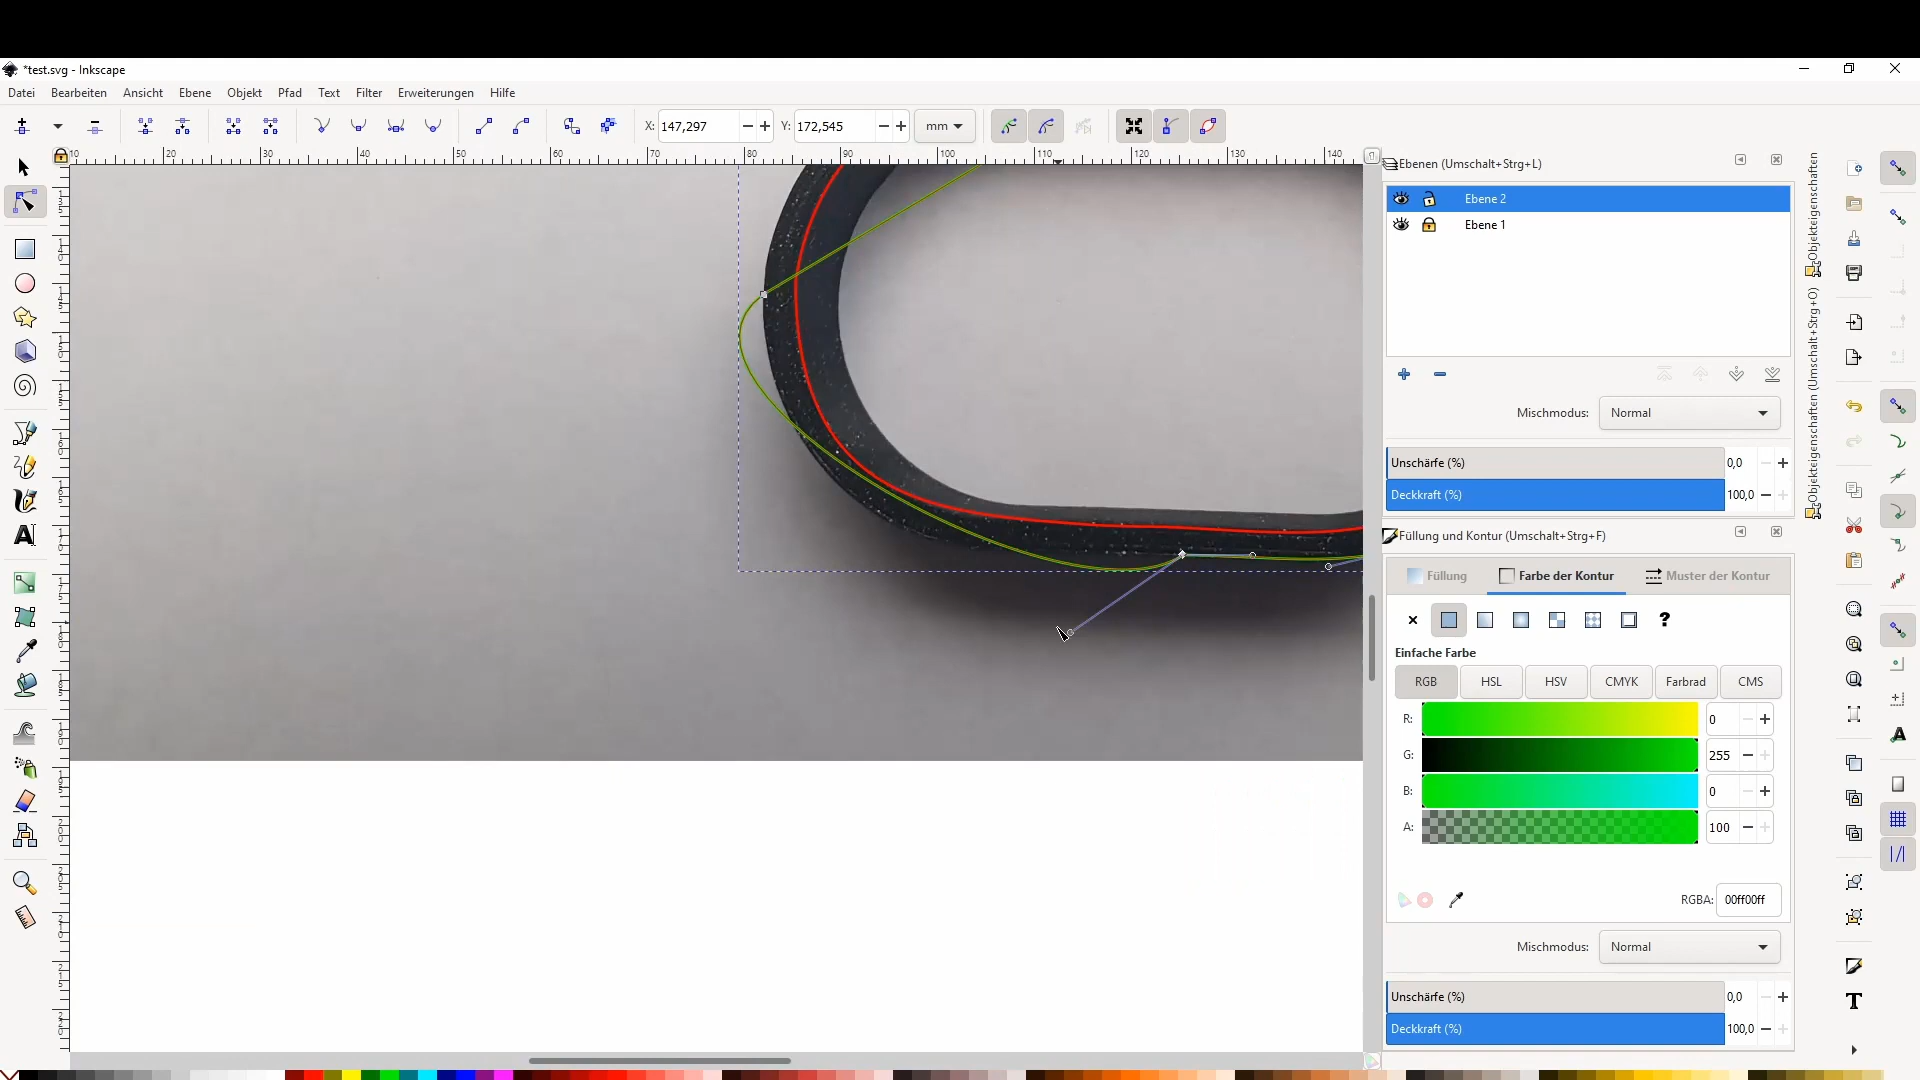 *test.svg - Inkscape
Datei Bearbeiten Ansicht Ebene Objekt Pfad Text Filter Erweiterungen Hilfe
X: 147,297 Y: 172,545 mm
10 20 30 40 50 60 70 80 90 100 110 120 130 140
Ebenen (Umschalt+Strg+L)
Ebene 2
Ebene 1
Mischmodus: Normal
Unschärfe (%) 0,0
Deckkraft (%) 100,0
Füllung und Kontur (Umschalt+Strg+F)
Füllung Farbe der Kontur Muster der Kontur
Einfache Farbe
RGB HSL HSV CMYK Farbrad CMS
R: 0
G: 255
B: 0
A: 100
RGBA: 00ff00ff
Mischmodus: Normal
Unschärfe (%) 0,0
Deckkraft (%) 100,0
Objekteigenschaften
Objekteigenschaften (Umschalt+Strg+O)